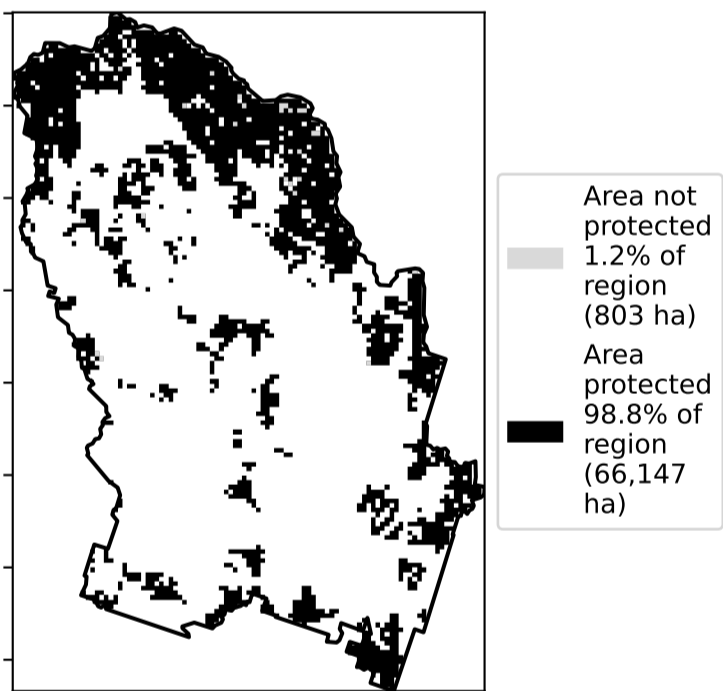 Area not
protected
1.2% of
region
(803 ha)
Area
protected
98.8% of
region
(66,147
ha)